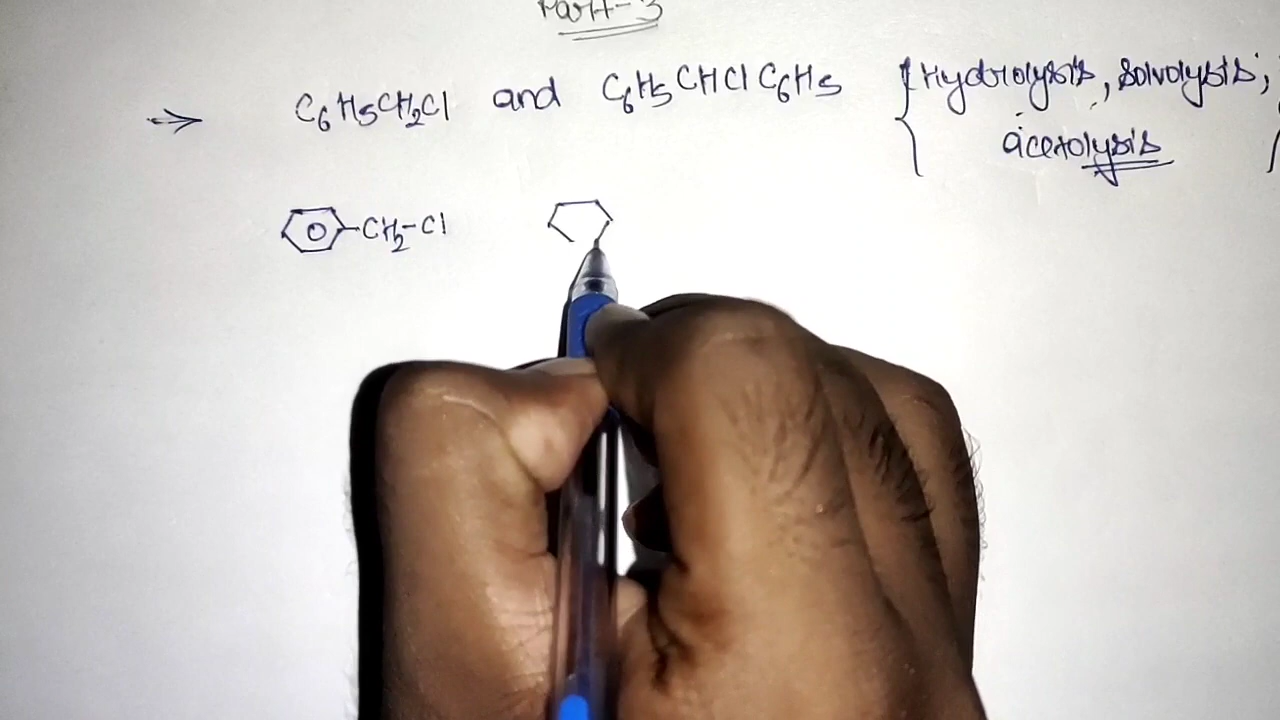 Part-3
→ C₆H₅CH₂Cl and C₆H₅CHClC₆H₅ {Hydrolysis, Solvolysis,
acetolysis
-CH₂-Cl